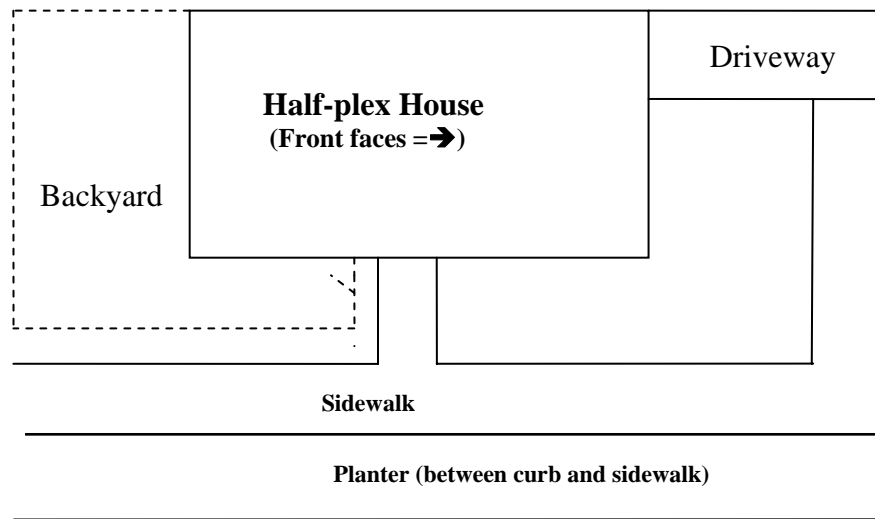 Driveway
Half-plex House
(Front faces =➔)
Backyard
Sidewalk
Planter (between curb and sidewalk)